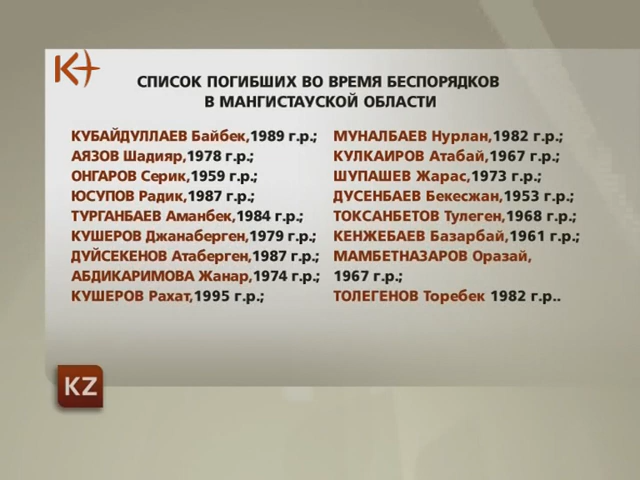 K+
СПИСОК ПОГИБШИХ ВО ВРЕМЯ БЕСПОРЯДКОВ
В МАНГИСТАУСКОЙ ОБЛАСТИ
КУБАЙДУЛЛАЕВ Байбек,1989 г.р.;
АЯЗОВ Шадияр,1978 г.р.;
ОНГАРОВ Серик,1959 г.р.;
ЮСУПОВ Радик,1987 г.р.;
ТУРГАНБАЕВ Аманбек,1984 г.р.;
КУШЕРОВ Джанаберген,1979 г.р.;
ДУЙСЕКЕНОВ Атаберген,1987 г.р.;
АБДИКАРИМОВА Жанар,1974 г.р.;
КУШЕРОВ Рахат,1995 г.р.;
МУНАЛБАЕВ Нурлан,1982 г.р.;
КУЛКАИРОВ Атабай,1967 г.р.;
ШУПАШЕВ Жарас,1973 г.р.;
ДУСЕНБАЕВ Бекесжан,1953 г.р.;
ТОКСАНБЕТОВ Тулеген,1968 г.р.;
КЕНЖЕБАЕВ Базарбай,1961 г.р.;
МАМБЕТНАЗАРОВ Оразай,
1967 г.р.;
ТОЛЕГЕНОВ Торебек 1982 г.р..
KZ